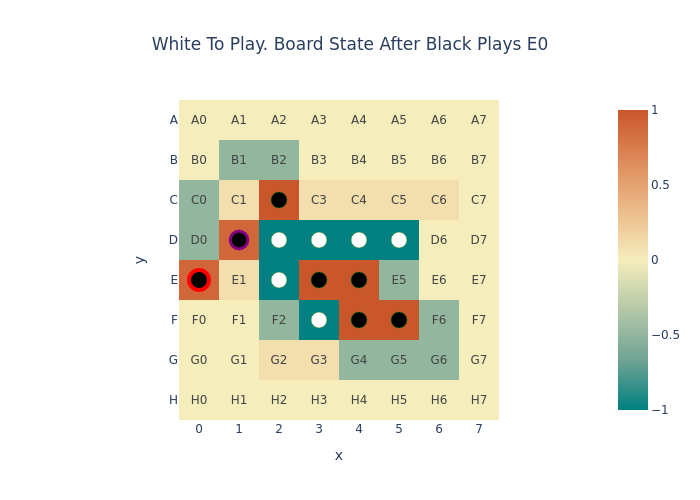 White To Play. Board State After Black Plays E0
A A0 A1 A2 A3 A4 A5 A6 A7
B B0 B1 B2 B3 B4 B5 B6 B7
C C0 C1 C3 C4 C5 C6 C7
D D0 D6 D7
E E1 E5 E6 E7
F F0 F1 F2 F6 F7
G G0 G1 G2 G3 G4 G5 G6 G7
H H0 H1 H2 H3 H4 H5 H6 H7
0 1 2 3 4 5 6 7
x
y
1
0.5
0
−0.5
−1